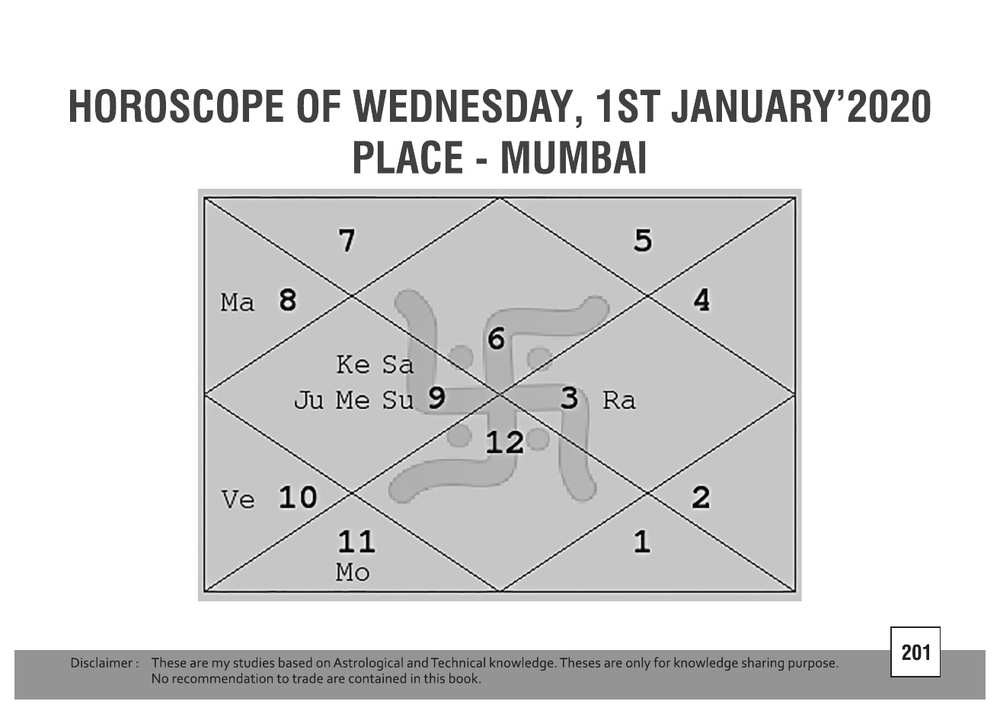 HOROSCOPE OF WEDNESDAY, 1ST JANUARY’2020
PLACE - MUMBAI
7
5
Ma 8
4
6
Ke Sa
Ju Me Su 9
3 Ra
12
Ve 10
2
11
1
Mo
Disclaimer : These are my studies based on Astrological and Technical knowledge. Theses are only for knowledge sharing purpose.
No recommendation to trade are contained in this book.
201